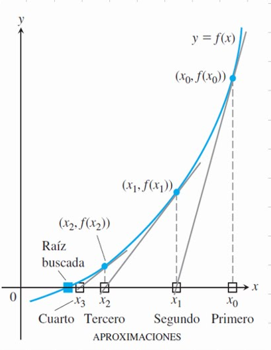 y
y = f(x)
(x₀, f(x₀))
(x₁, f(x₁))
(x₂, f(x₂))
Raíz
buscada
0
x₃ x₂ x₁ x₀ x
Cuarto Tercero Segundo Primero
APROXIMACIONES